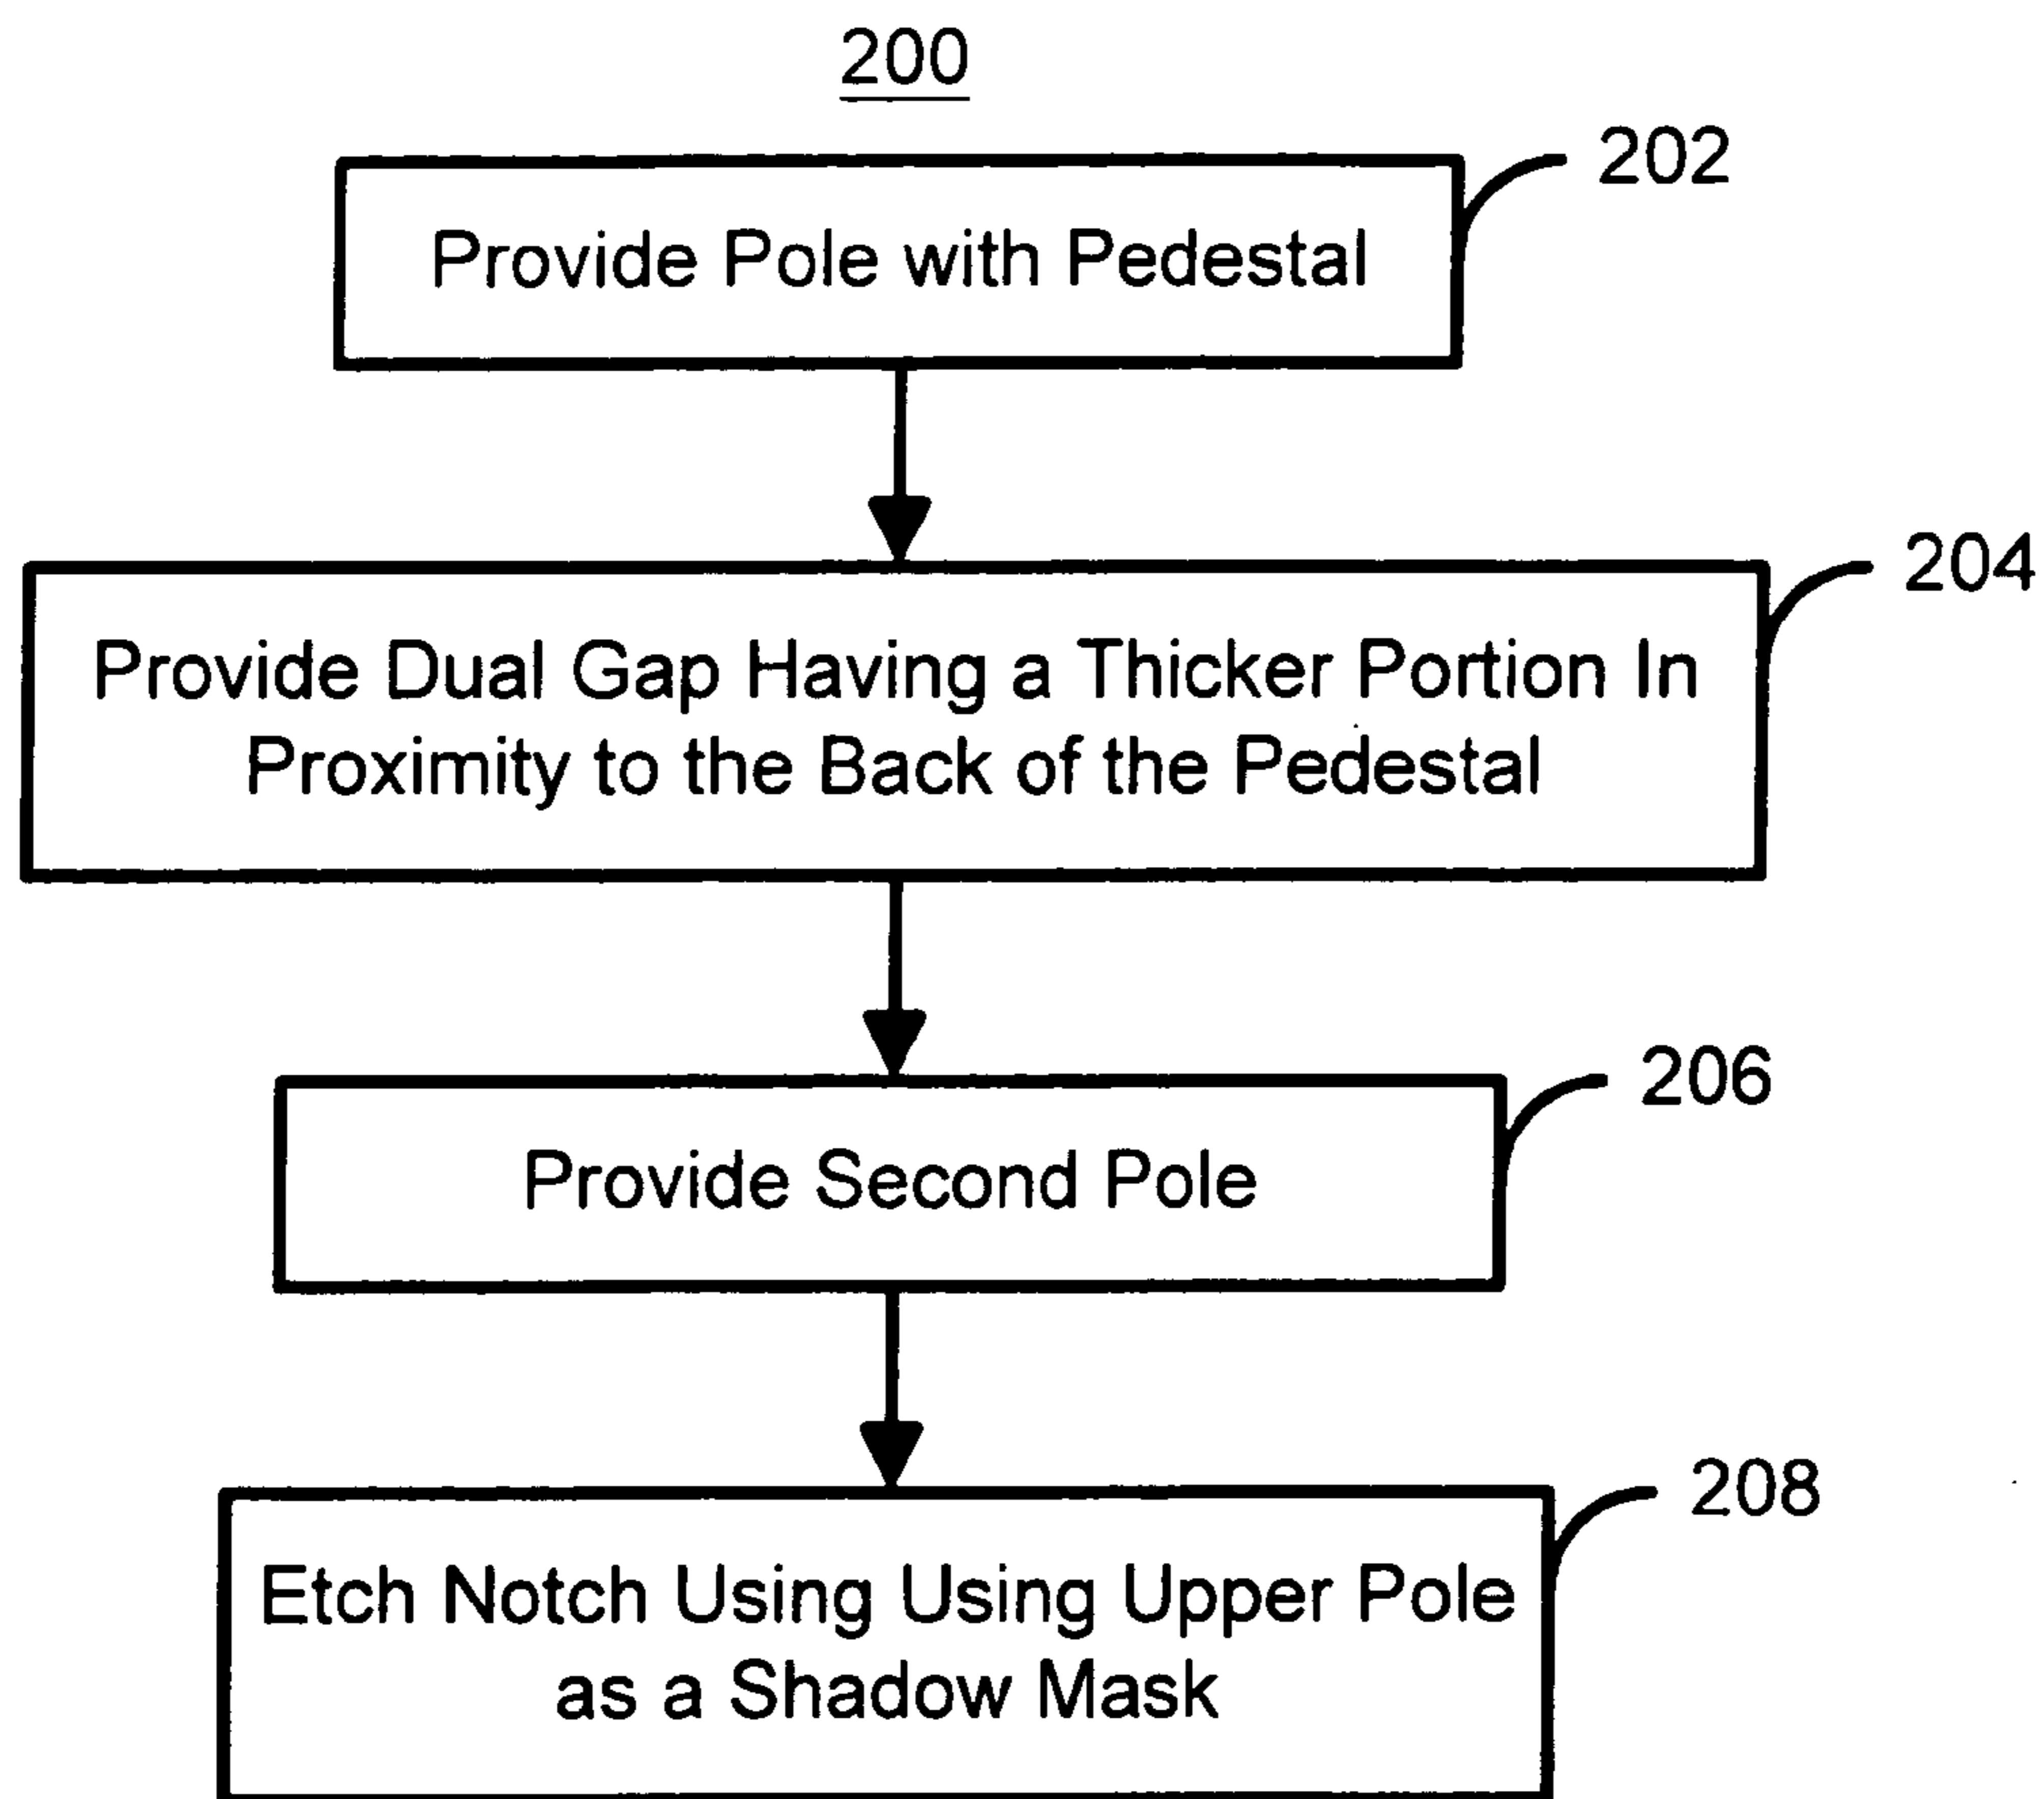 200
202
Provide Pole with Pedestal
204
Provide Dual Gap Having a Thicker Portion In
Proximity to the Back of the Pedestal
206
Provide Second Pole
208
Etch Notch Using Using Upper Pole
as a Shadow Mask